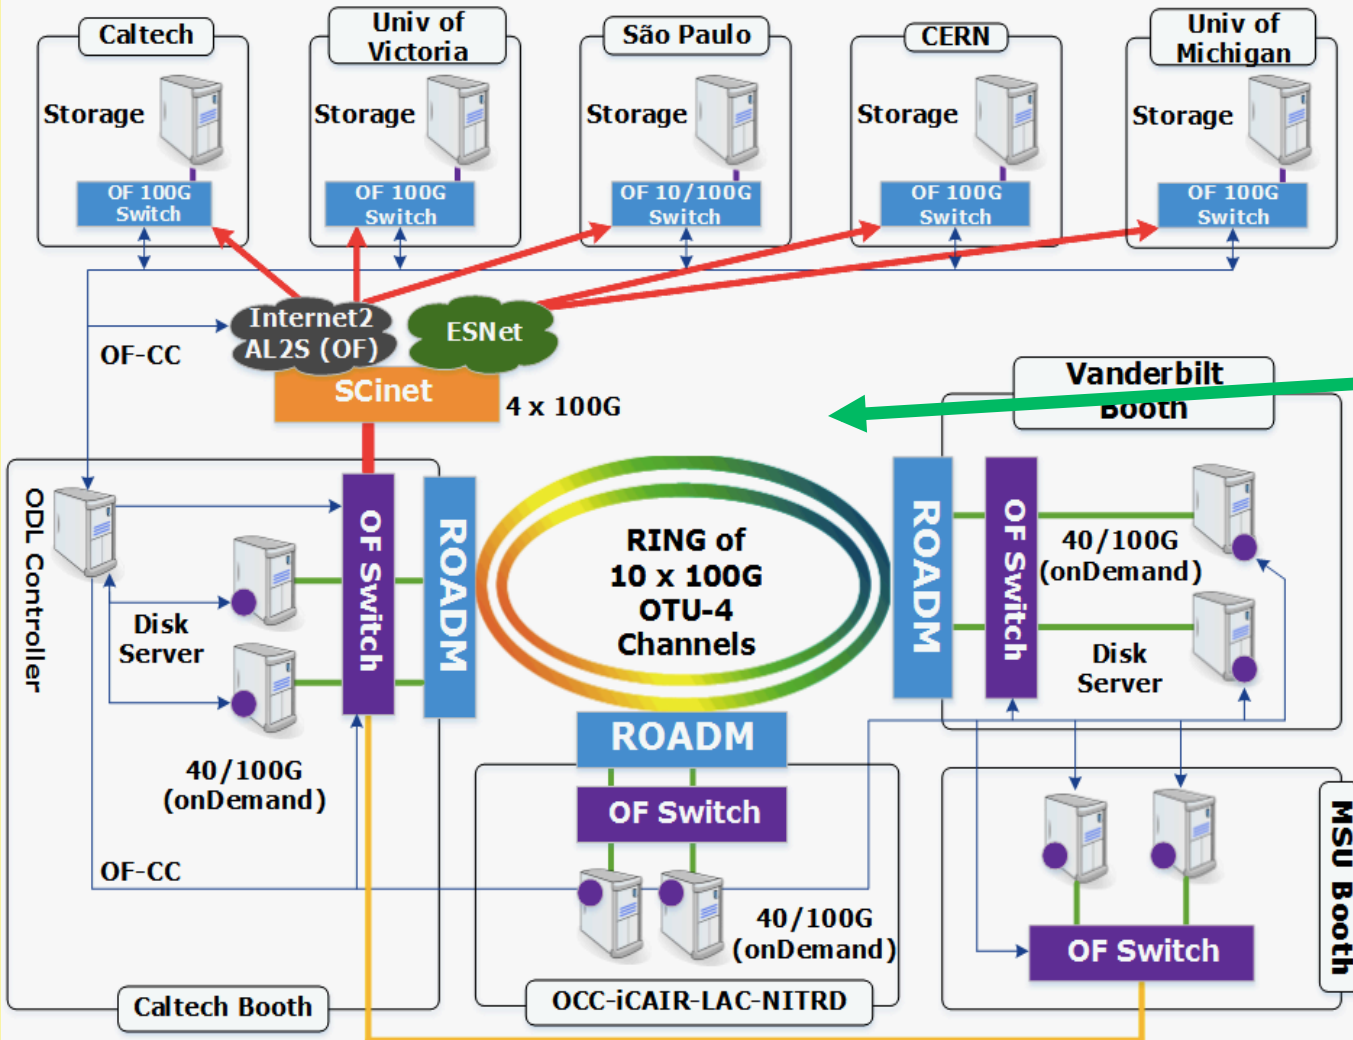 Caltech
Univ of
Victoria
São Paulo
CERN
Univ of
Michigan
Storage
Storage
Storage
Storage
Storage
OF 100G
Switch
OF 100G
Switch
OF 10/100G
Switch
OF 100G
Switch
OF 100G
Switch
Internet2
AL2S (OF)
ESNet
OF-CC
SCinet
4 x 100G
Vanderbilt
Booth
ODL Controller
OF Switch
ROADM
Disk
Server
40/100G
(onDemand)
OF-CC
Caltech Booth
RING of
10 x 100G
OTU-4
Channels
ROADM
OF Switch
40/100G
(onDemand)
Disk
Server
ROADM
OF Switch
40/100G
(onDemand)
OCC-iCAIR-LAC-NITRD
OF Switch
MSU Booth